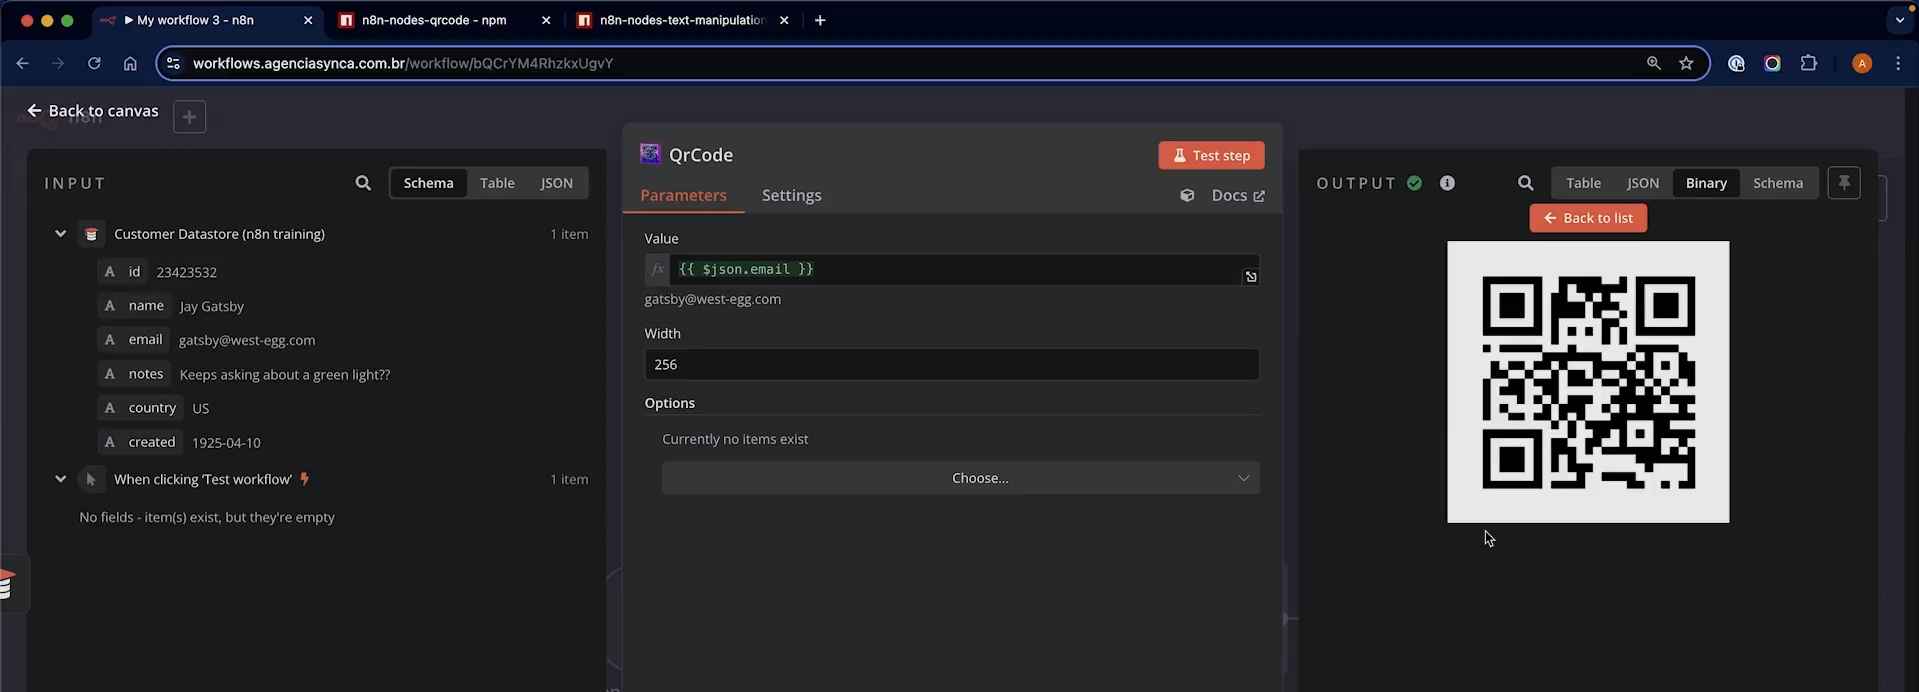 My workflow 3 - n8n
n8n-nodes-qrcode - npm
n8n-nodes-text-manipulation
workflows.agenciasynca.com.br/workflow/bQCrYM4RhzkxUgvY
A
Back to canvas
n8n
INPUT
Schema
Table
JSON
Customer Datastore (n8n training)
1 item
A id 23423532
A name Jay Gatsby
A email gatsby@west-egg.com
A notes Keeps asking about a green light??
A country US
A created 1925-04-10
When clicking ‘Test workflow’
1 item
No fields - item(s) exist, but they're empty
QrCode
Test step
Parameters
Settings
Docs
Value
fx {{ $json.email }}
gatsby@west-egg.com
Width
256
Options
Currently no items exist
Choose...
OUTPUT
Table
JSON
Binary
Schema
Back to list